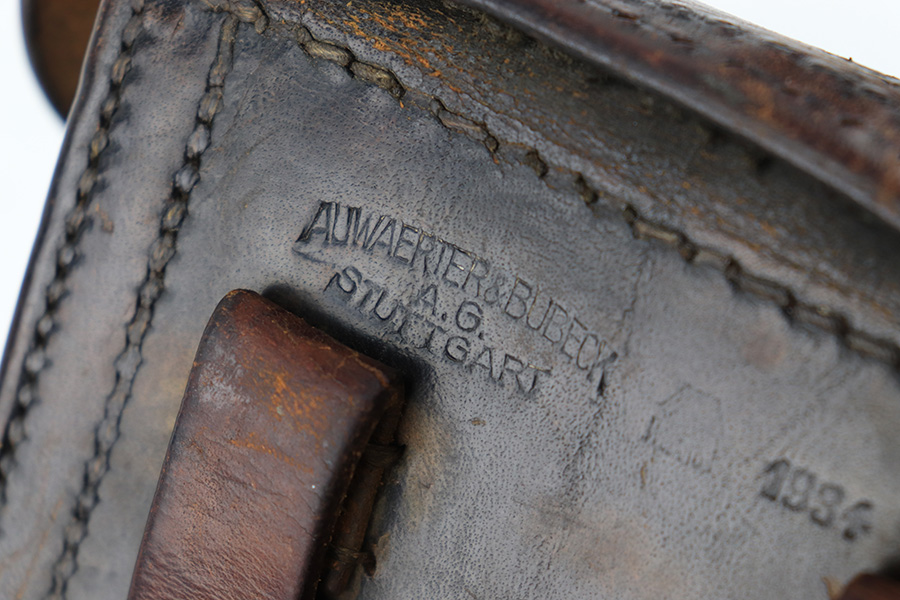 AUWAERTER&BUBECK
A.G.
STUTTGART
1934